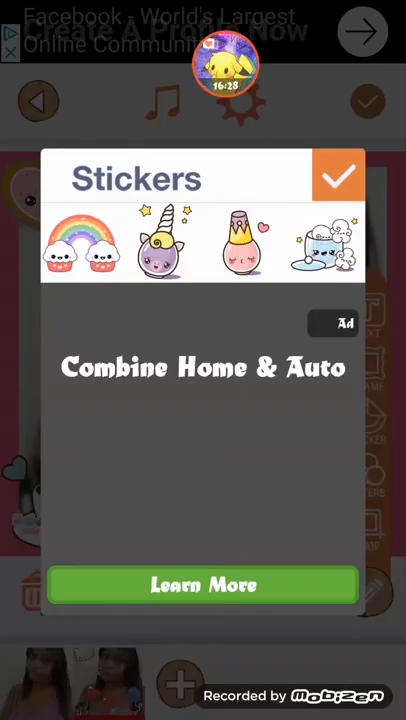 Facebook - World's Largest
Online Community
Create A Profile Now
16:28
Stickers
Ad
Combine Home & Auto
Learn More
Recorded by MOBIZEN